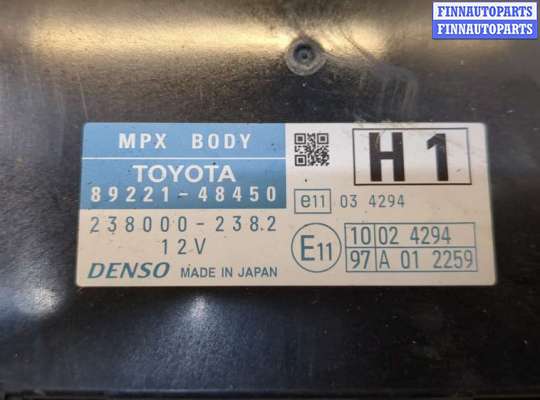 FINNAUTOPARTS
FINNAUTOPARTS
MPX BODY
TOYOTA
89221-48450
238000-2382
12V
DENSO MADE IN JAPAN
H1
e11 03 4294
E11
10 02 4294
97 A 01 2259